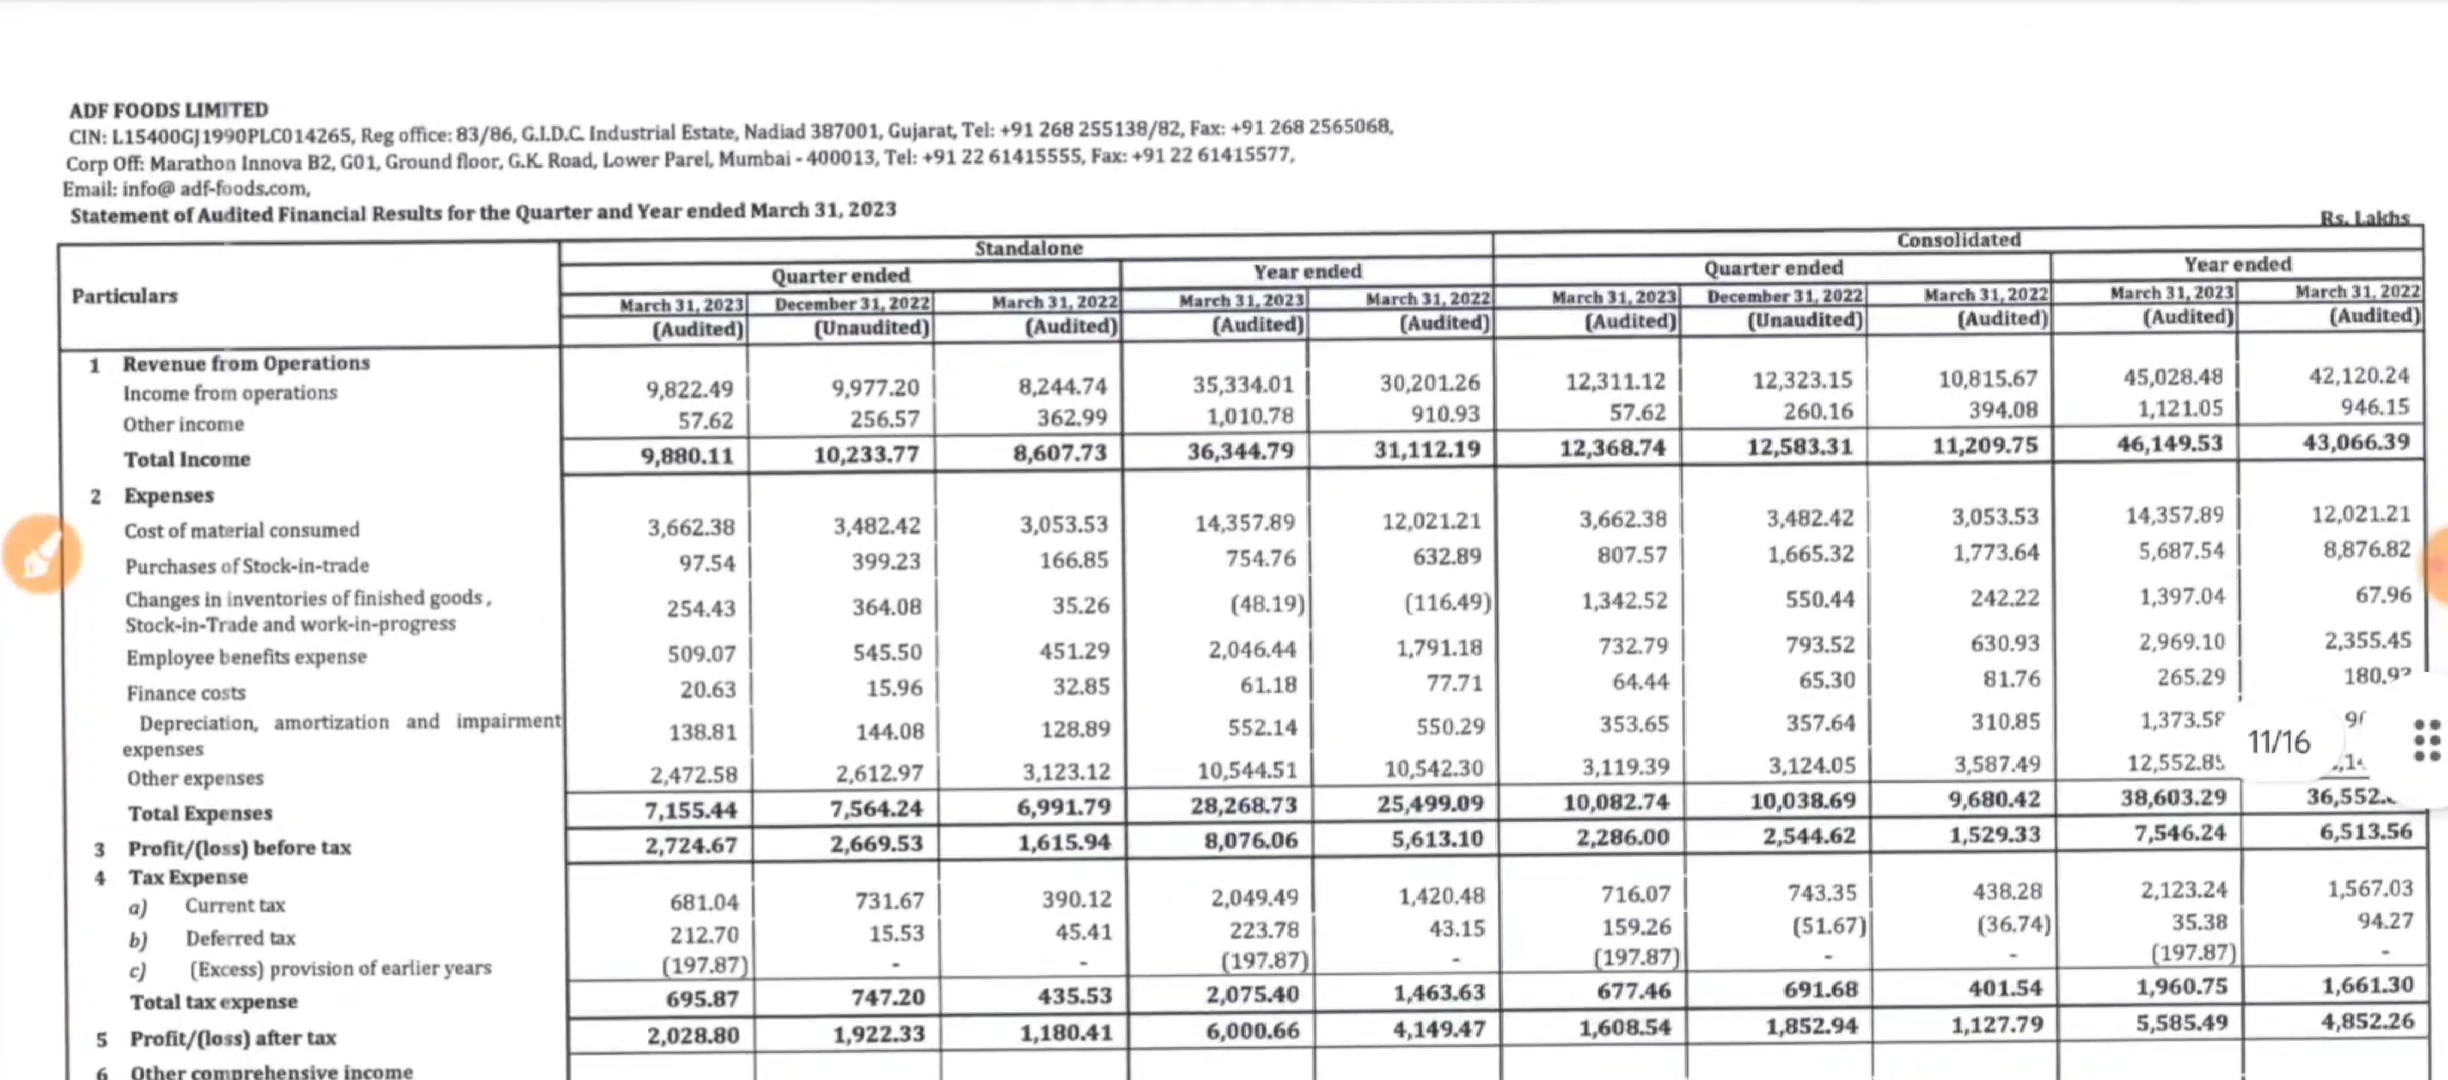 ADF FOODS LIMITED
CIN: L15400GJ1990PLC014265, Reg office: 83/86, G.I.D.C. Industrial Estate, Nadiad 387001, Gujarat, Tel: +91 268 255138/82, Fax: +91 268 2565068,
Corp Off: Marathon Innova B2, G01, Ground floor, G.K. Road, Lower Parel, Mumbai - 400013, Tel: +91 22 61415555, Fax: +91 22 61415577,
Email: info@ adf-foods.com,
Statement of Audited Financial Results for the Quarter and Year ended March 31, 2023
Rs. Lakhs
Particulars Standalone Consolidated
Quarter ended Year ended Quarter ended Year ended
March 31, 2023 December 31, 2022 March 31, 2022 March 31, 2023 March 31, 2022 March 31, 2023 December 31, 2022 March 31, 2022 March 31, 2023 March 31, 2022
(Audited) (Unaudited) (Audited) (Audited) (Audited) (Audited) (Unaudited) (Audited) (Audited) (Audited)
1 Revenue from Operations
Income from operations 9,822.49 9,977.20 8,244.74 35,334.01 30,201.26 12,311.12 12,323.15 10,815.67 45,028.48 42,120.24
Other income 57.62 256.57 362.99 1,010.78 910.93 57.62 260.16 394.08 1,121.05 946.15
Total Income 9,880.11 10,233.77 8,607.73 36,344.79 31,112.19 12,368.74 12,583.31 11,209.75 46,149.53 43,066.39
2 Expenses
Cost of material consumed 3,662.38 3,482.42 3,053.53 14,357.89 12,021.21 3,662.38 3,482.42 3,053.53 14,357.89 12,021.21
Purchases of Stock-in-trade 97.54 399.23 166.85 754.76 632.89 807.57 1,665.32 1,773.64 5,687.54 8,876.82
Changes in inventories of finished goods,
Stock-in-Trade and work-in-progress 254.43 364.08 35.26 (48.19) (116.49) 1,342.52 550.44 242.22 1,397.04 67.96
Employee benefits expense 509.07 545.50 451.29 2,046.44 1,791.18 732.79 793.52 630.93 2,969.10 2,355.45
Finance costs 20.63 15.96 32.85 61.18 77.71 64.44 65.30 81.76 265.29
Depreciation, amortization and impairment
expenses 138.81 144.08 128.89 552.14 550.29 353.65 357.64 310.85
11/16
Other expenses 2,472.58 2,612.97 3,123.12 10,544.51 10,542.30 3,119.39 3,124.05 3,587.49
Total Expenses 7,155.44 7,564.24 6,991.79 28,268.73 25,499.09 10,082.74 10,038.69 9,680.42 38,603.29
3 Profit/(loss) before tax 2,724.67 2,669.53 1,615.94 8,076.06 5,613.10 2,286.00 2,544.62 1,529.33 7,546.24 6,513.56
4 Tax Expense
a) Current tax 681.04 731.67 390.12 2,049.49 1,420.48 716.07 743.35 438.28 2,123.24 1,567.03
b) Deferred tax 212.70 15.53 45.41 223.78 43.15 159.26 (51.67) (36.74) 35.38 94.27
c) (Excess) provision of earlier years (197.87) - - (197.87) - (197.87) - - (197.87) -
Total tax expense 695.87 747.20 435.53 2,075.40 1,463.63 677.46 691.68 401.54 1,960.75 1,661.30
5 Profit/(loss) after tax 2,028.80 1,922.33 1,180.41 6,000.66 4,149.47 1,608.54 1,852.94 1,127.79 5,585.49 4,852.26
6 Other comprehensive income